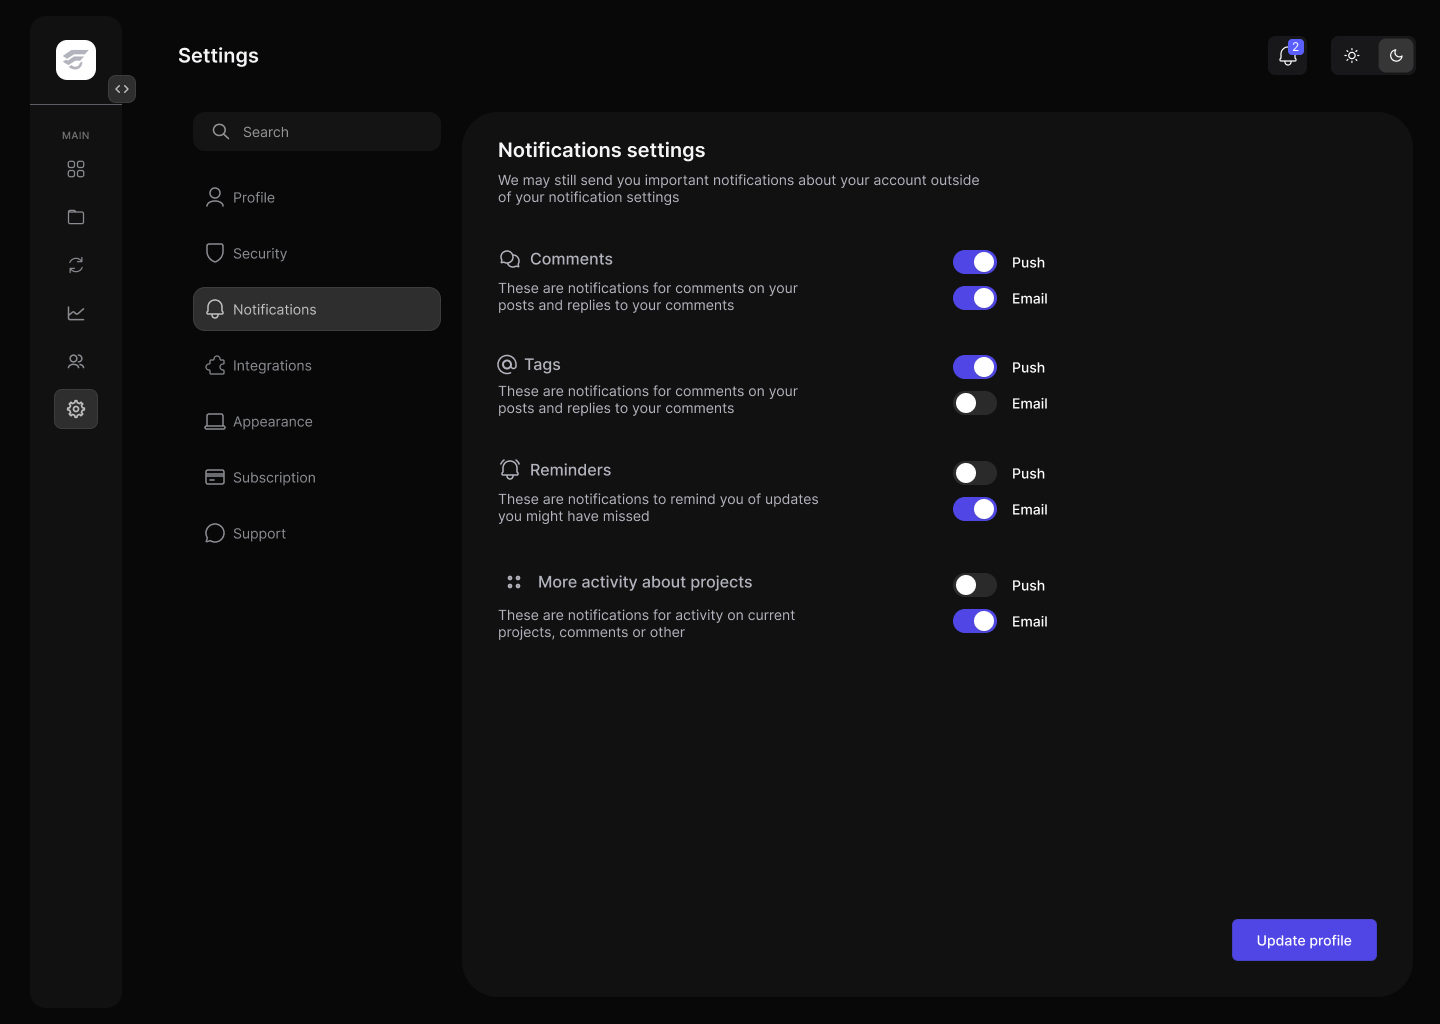 Settings
2
MAIN
Search
Profile
Security
Notifications
Integrations
Appearance
Subscription
Support
Notifications settings
We may still send you important notifications about your account outside
of your notification settings
Comments
These are notifications for comments on your
posts and replies to your comments
Push
Email
Tags
These are notifications for comments on your
posts and replies to your comments
Push
Email
Reminders
These are notifications to remind you of updates
you might have missed
Push
Email
More activity about projects
These are notifications for activity on current
projects, comments or other
Push
Email
Update profile